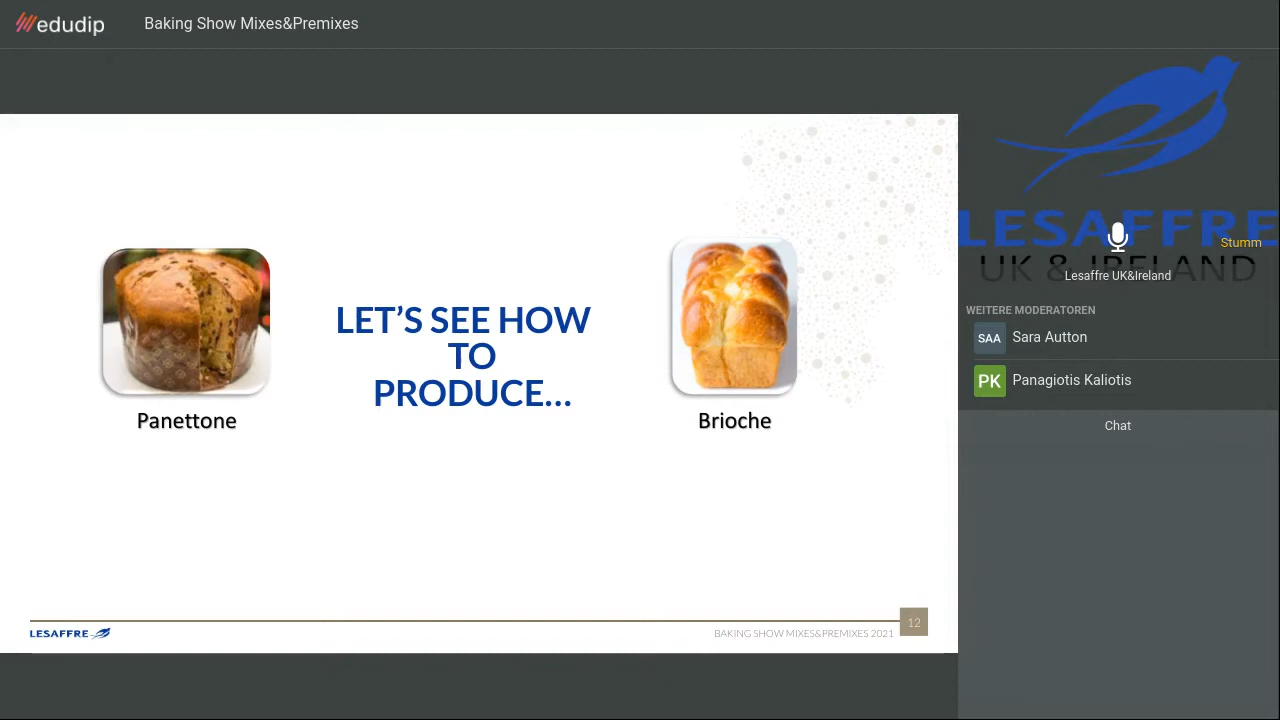 edudip
Baking Show Mixes&Premixes
LET’S SEE HOW
TO
PRODUCE…
Panettone
Brioche
LESAFFRE
BAKING SHOW MIXES&PREMIXES 2021
12
LESAFFRE
UK & IRELAND
Stumm
Lesaffre UK&Ireland
WEITERE MODERATOREN
SAA
Sara Autton
PK
Panagiotis Kaliotis
Chat